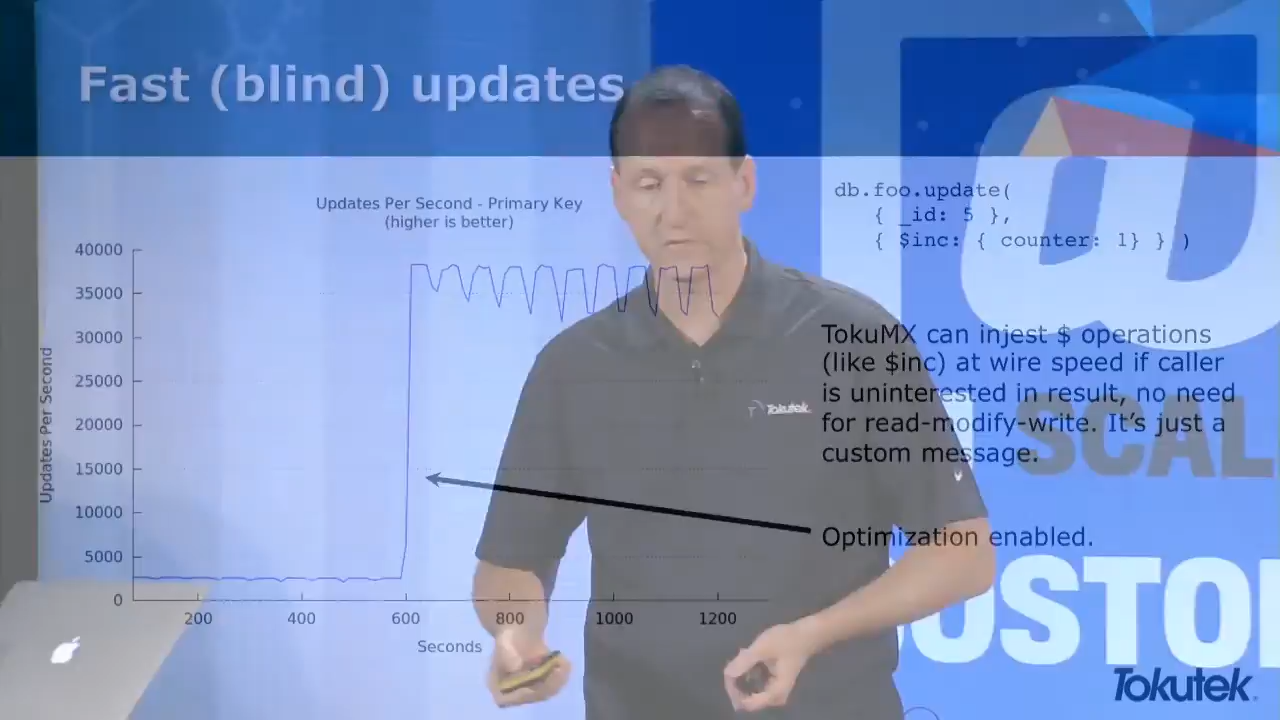 Fast (blind) updates
Updates Per Second - Primary Key
(higher is better)
Updates Per Second
40000
35000
30000
25000
20000
15000
10000
5000
0
200
400
600
800
1000
1200
Seconds
db.foo.update(
{ _id: 5 },
{ $inc: { counter: 1} } )
TokuMX can injest $ operations
(like $inc) at wire speed if caller
is uninterested in result, no need
for read-modify-write. It’s just a
custom message.
Optimization enabled.
Tokutek
SCAL
OSTO
Tokutek